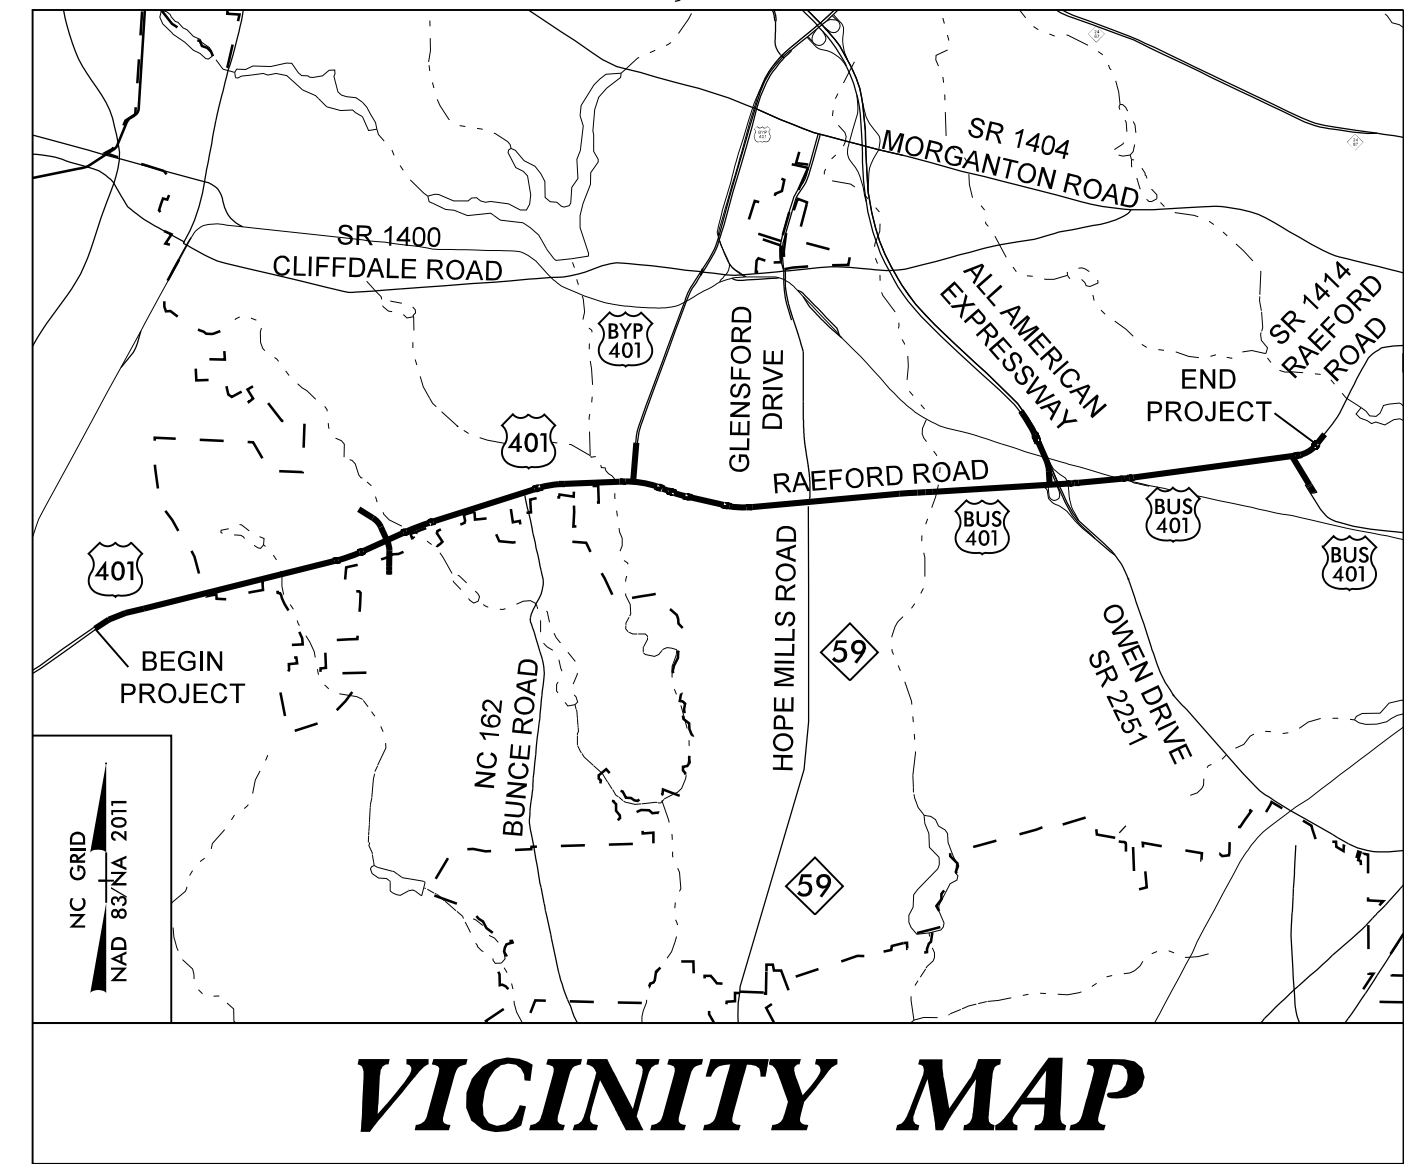 SR 1404
MORGANTON ROAD
BYP
401
SR 1400
CLIFFDALE ROAD
ALL AMERICAN
EXPRESSWAY
SR 1414
RAEFORD
ROAD
BYP
401
GLENSFORD
DRIVE
END
PROJECT
401
RAEFORD ROAD
BUS
401
BUS
401
BUS
401
401
BEGIN
PROJECT
HOPE MILLS ROAD
59
OWEN DRIVE
SR 2251
NC 162
BUNCE ROAD
59
NC GRID
NAD 83/NA 2011
VICINITY MAP